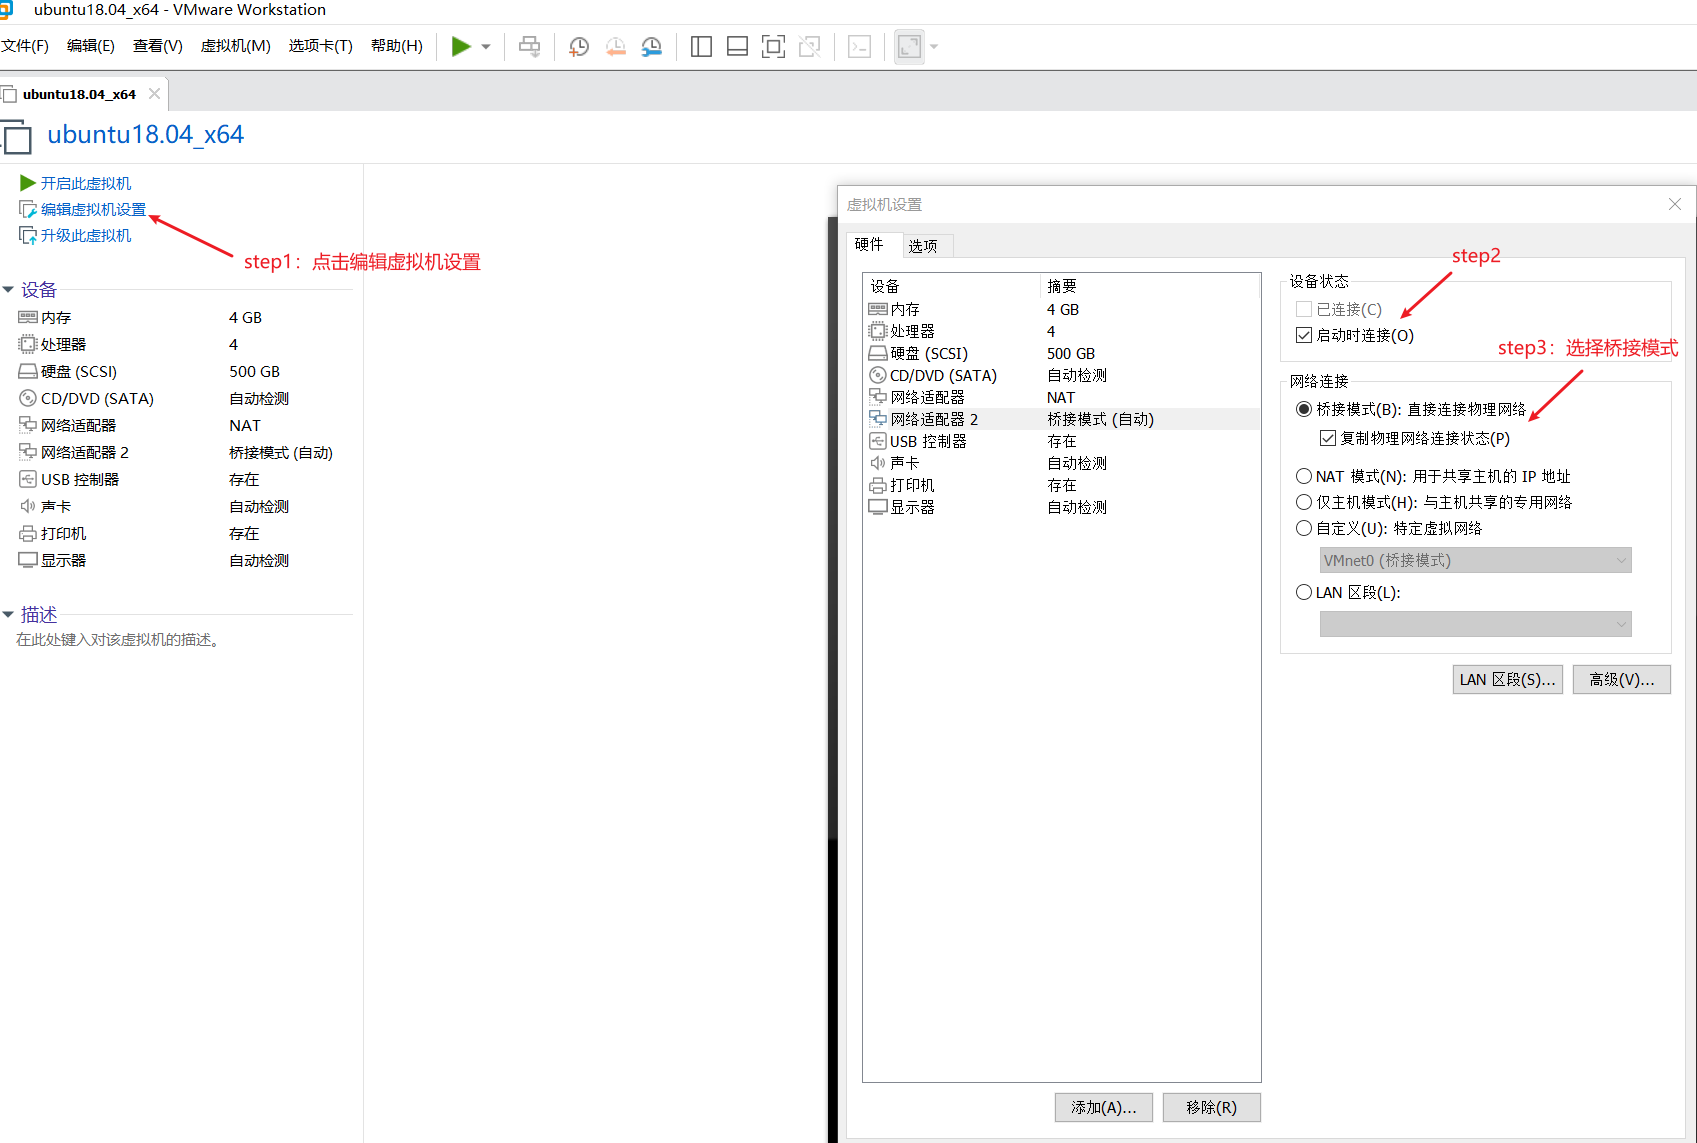 ubuntu18.04_x64 - VMware Workstation
文件(F) 编辑(E) 查看(V) 虚拟机(M) 选项卡(T) 帮助(H)
ubuntu18.04_x64
ubuntu18.04_x64
开启此虚拟机
编辑虚拟机设置
升级此虚拟机
step1：点击编辑虚拟机设置
设备
内存 4 GB
处理器 4
硬盘 (SCSI) 500 GB
CD/DVD (SATA) 自动检测
网络适配器 NAT
网络适配器 2 桥接模式 (自动)
USB 控制器 存在
声卡 自动检测
打印机 存在
显示器 自动检测
描述
在此处键入对该虚拟机的描述。
虚拟机设置
硬件 选项
设备 摘要
内存 4 GB
处理器 4
硬盘 (SCSI) 500 GB
CD/DVD (SATA) 自动检测
网络适配器 NAT
网络适配器 2 桥接模式 (自动)
USB 控制器 存在
声卡 自动检测
打印机 存在
显示器 自动检测
添加(A)... 移除(R)
step2
设备状态
已连接(C)
启动时连接(O)
step3：选择桥接模式
网络连接
桥接模式(B): 直接连接物理网络
复制物理网络连接状态(P)
NAT 模式(N): 用于共享主机的 IP 地址
仅主机模式(H): 与主机共享的专用网络
自定义(U): 特定虚拟网络
VMnet0 (桥接模式)
LAN 区段(L):
LAN 区段(S)... 高级(V)...